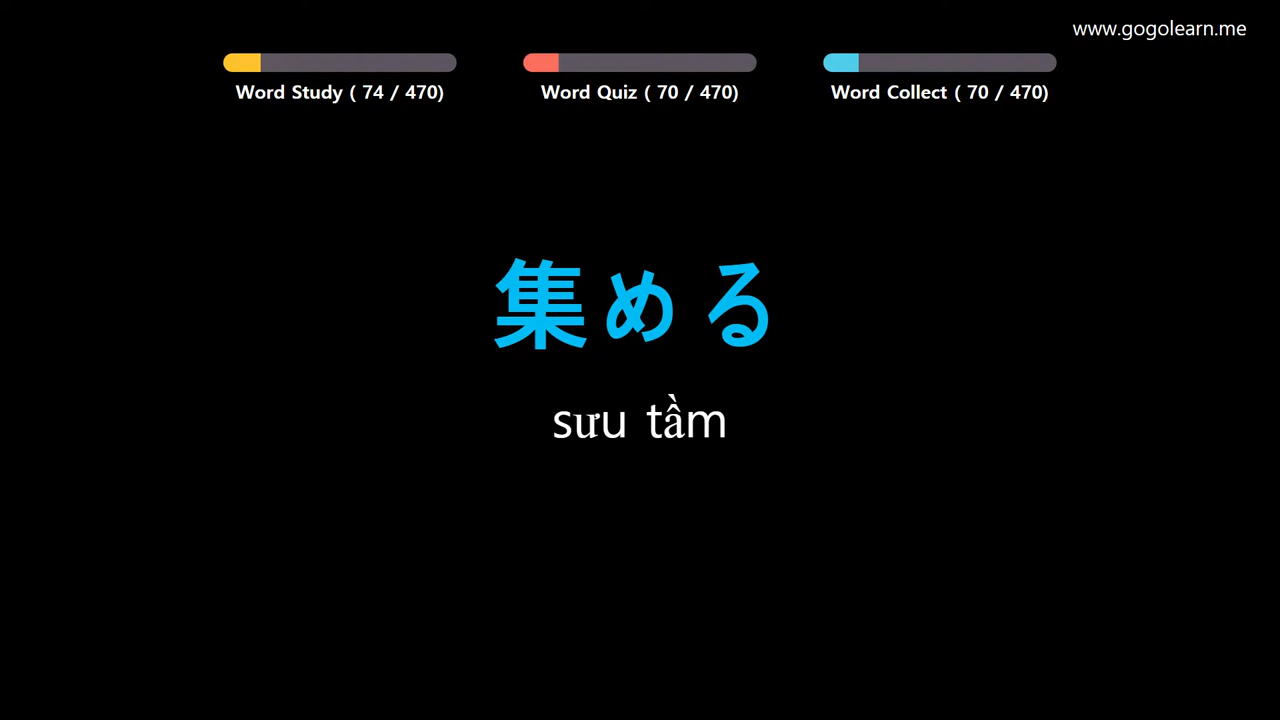 www.gogolearn.me
Word Study ( 74 / 470)
Word Quiz ( 70 / 470)
Word Collect ( 70 / 470)
集める
sưu tầm